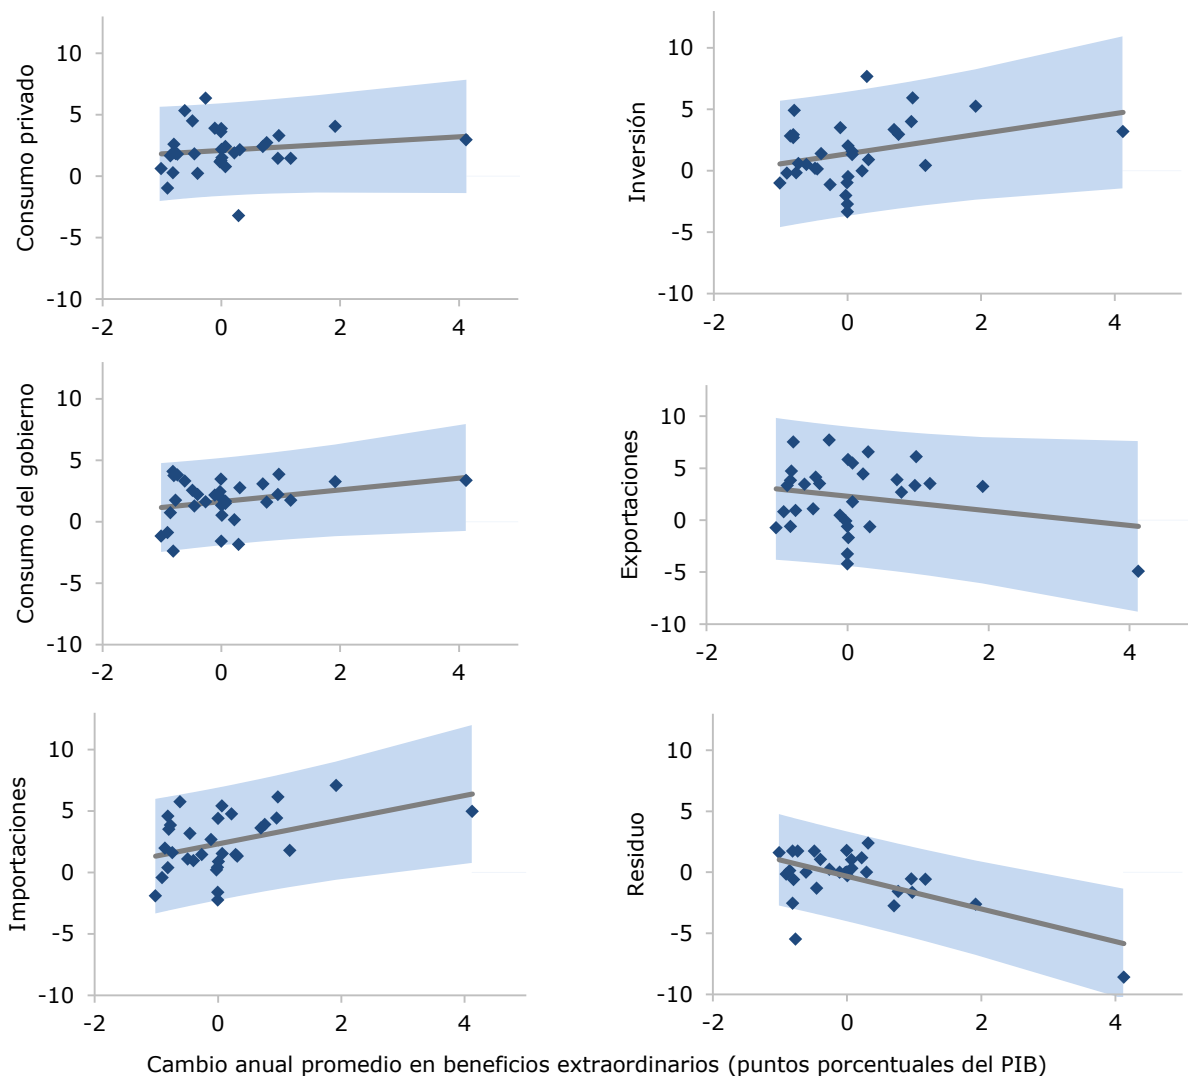 Consumo privado
10
5
0
-5
-10
-2 0 2 4
Inversión
10
5
0
-5
-10
-2 0 2 4
Consumo del gobierno
10
5
0
-5
-10
-2 0 2 4
Exportaciones
10
5
0
-5
-10
-2 0 2 4
Importaciones
10
5
0
-5
-10
-2 0 2 4
Residuo
10
5
0
-5
-10
-2 0 2 4
Cambio anual promedio en beneficios extraordinarios (puntos porcentuales del PIB)